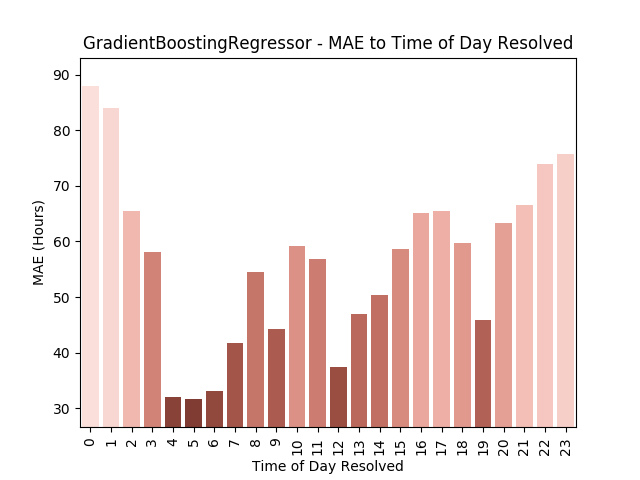 GradientBoostingRegressor - MAE to Time of Day Resolved
90
80
70
60
50
40
30
MAE (Hours)
0 1 2 3 4 5 6 7 8 9 10 11 12 13 14 15 16 17 18 19 20 21 22 23
Time of Day Resolved